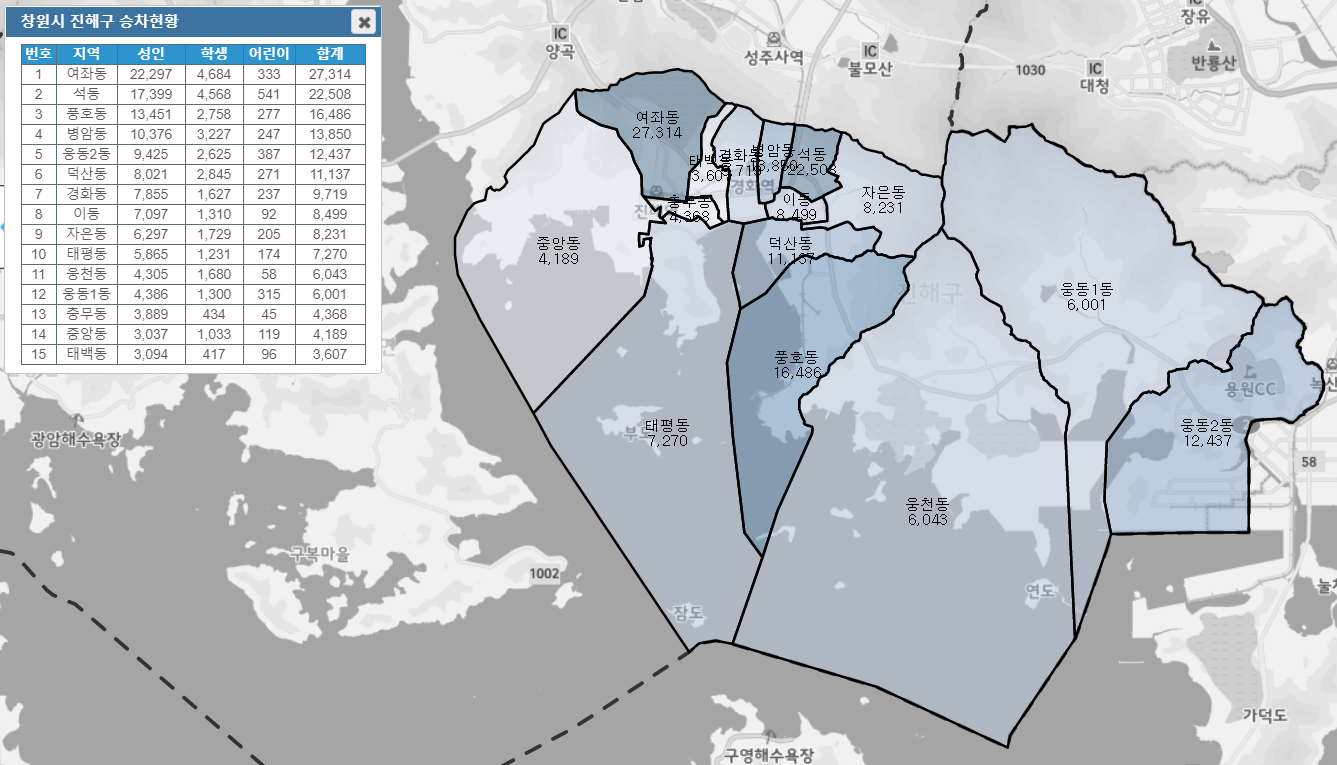 창원시 진해구 승차현황
번호 지역 성인 학생 어린이 합계
1 여좌동 22,297 4,684 333 27,314
2 석동 17,399 4,568 541 22,508
3 풍호동 13,451 2,758 277 16,486
4 병암동 10,376 3,227 247 13,850
5 웅동2동 9,425 2,625 387 12,437
6 덕산동 8,021 2,845 271 11,137
7 경화동 7,855 1,627 237 9,719
8 이동 7,097 1,310 92 8,499
9 자은동 6,297 1,729 205 8,231
10 태평동 5,865 1,231 174 7,270
11 웅천동 4,305 1,680 58 6,043
12 웅동1동 4,386 1,300 315 6,001
13 충무동 3,889 434 45 4,368
14 중앙동 3,037 1,033 119 4,189
15 태백동 3,094 417 96 3,607
IC
양곡
성주사역
IC
불모산
1030
IC
대청
IC
장유
반룡산
여좌동
27,314
태백동
3,607
경화동
9,719
병암동
13,850
석동
22,508
경화역
충무동
4,368
이동
8,499
자은동
8,231
중앙동
4,189
덕산동
11,137
진해구
웅동1동
6,001
풍호동
16,486
용원CC
녹산
태평동
7,270
웅동2동
12,437
58
웅천동
6,043
광암해수욕장
구복마을
1002
잠도
연도
가덕도
구영해수욕장